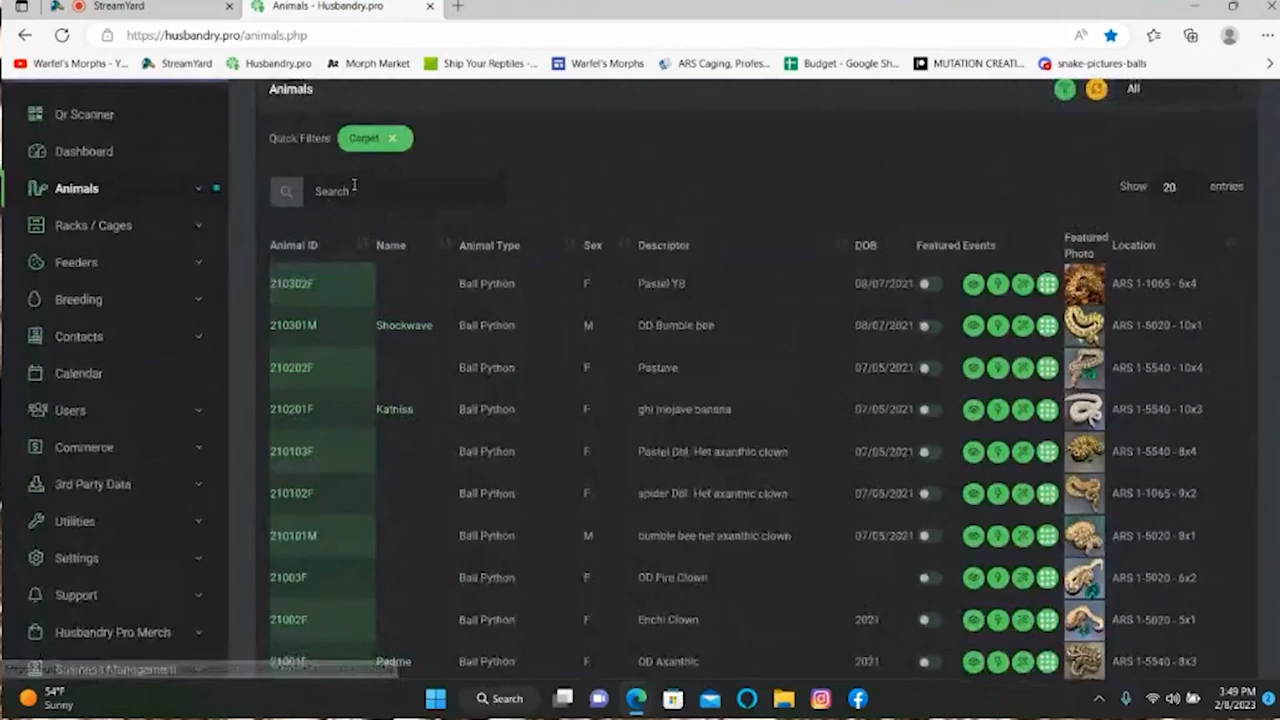 StreamYard
Animals - Husbandry.pro
https://husbandry.pro/animals.php
Warfel's Morphs - Y... StreamYard Husbandry.pro Morph Market Ship Your Reptiles -... Warfel's Morphs ARS Caging, Profes... Budget - Google Sh... MUTATION CREATI... snake-pictures-balls
Qr Scanner
Dashboard
Animals
Racks / Cages
Feeders
Breeding
Contacts
Calendar
Users
Commerce
3rd Party Data
Utilities
Settings
Support
Husbandry Pro Merch
Business Management
Animals
All
Quick Filters Carpet
Search
Show 20 entries
Animal ID Name Animal Type Sex Descriptor DOB Featured Events Featured Photo Location
210302F Ball Python F Pastel YB 08/07/2021 ARS 1-1065 - 6x4
210301M Shockwave Ball Python M OD Bumble bee 08/07/2021 ARS 1-5020 - 10x1
210202F Ball Python F Pastave 07/05/2021 ARS 1-5540 - 10x4
210201F Katniss Ball Python F ghi mojave banana 07/05/2021 ARS 1-5540 - 10x3
210103F Ball Python F Pastel Dbl. Het axanthic clown 07/05/2021 ARS 1-5540 - 8x4
210102F Ball Python F spider Dbl. Het axanthic clown 07/05/2021 ARS 1-1065 - 9x2
210101M Ball Python M bumble bee het axanthic clown 07/05/2021 ARS 1-5020 - 8x1
21003F Ball Python F OD Fire Clown ARS 1-5020 - 6x2
21002F Ball Python F Enchi Clown 2021 ARS 1-5020 - 5x1
21001F Padme Ball Python F OD Axanthic 2021 ARS 1-5540 - 8x3
54°F
Sunny
Search
3:49 PM
2/8/2023
2